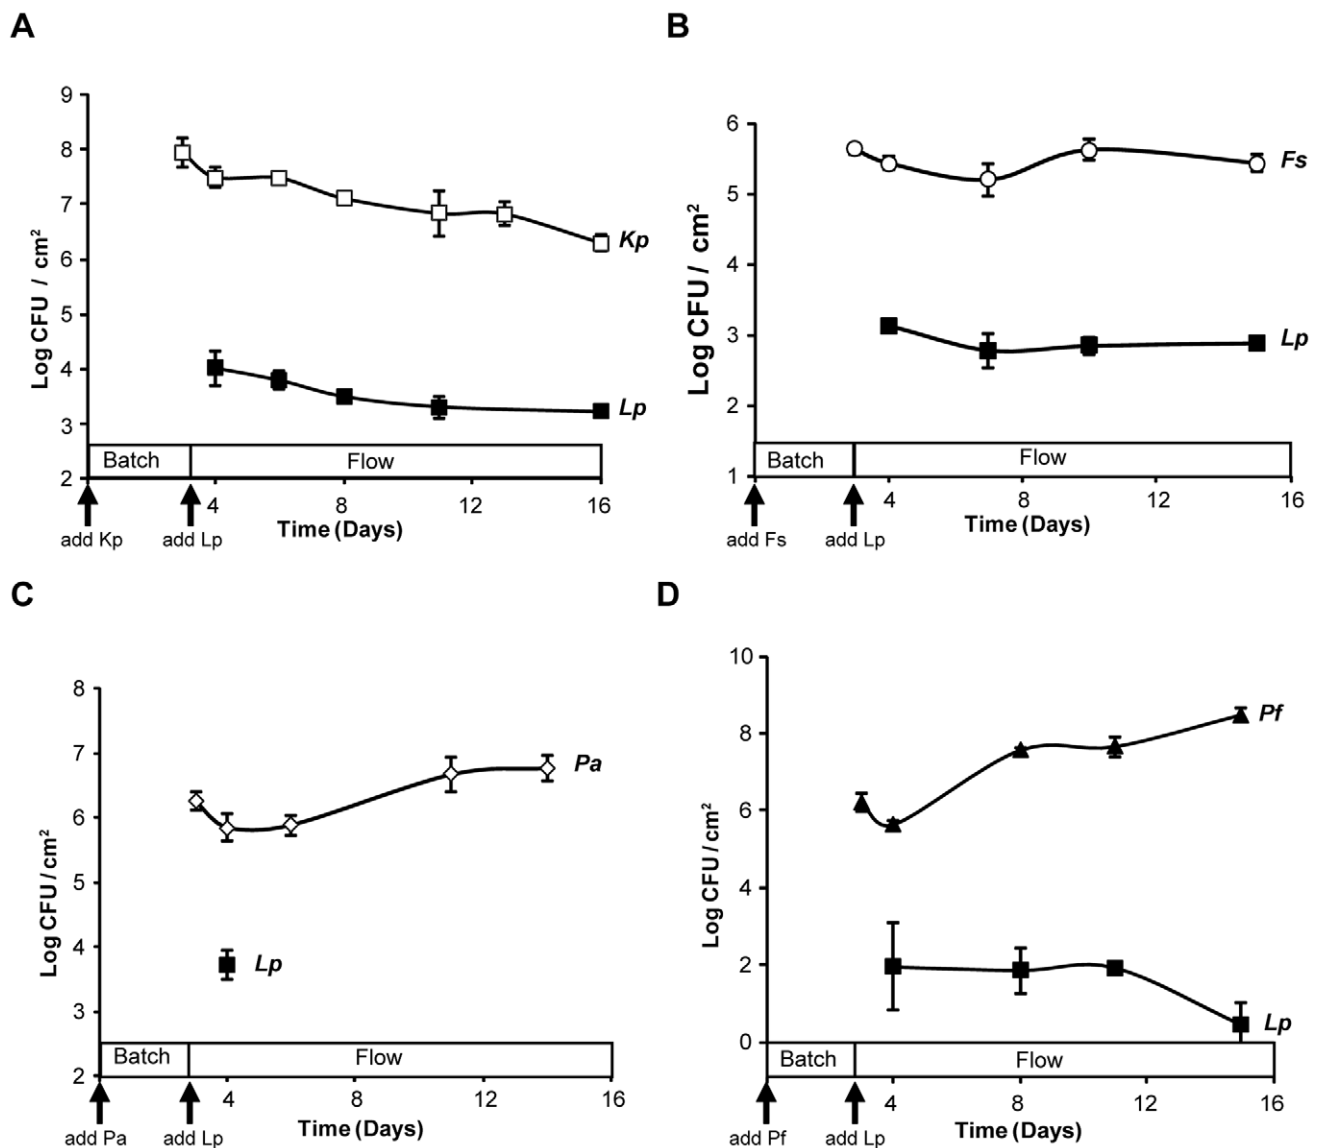 A
B
9
8
7
6
5
4
3
2
Log CFU / cm²
Kp
Lp
Batch
Flow
4
8
12
16
Time (Days)
add Kp
add Lp
6
5
4
3
2
1
Log CFU / cm²
Fs
Lp
Batch
Flow
4
8
12
16
Time (Days)
add Fs
add Lp
C
D
8
7
6
5
4
3
2
Log CFU / cm²
Pa
Lp
Batch
Flow
4
8
12
16
Time (Days)
add Pa
add Lp
10
8
6
4
2
0
Log CFU / cm²
Pf
Lp
Batch
Flow
4
8
12
16
Time (Days)
add Pf
add Lp